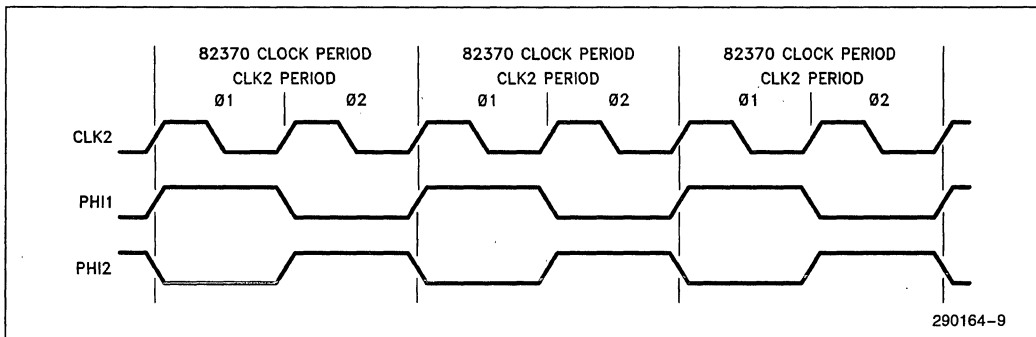 82370 CLOCK PERIOD 82370 CLOCK PERIOD 82370 CLOCK PERIOD
CLK2 PERIOD CLK2 PERIOD CLK2 PERIOD
Ø1 Ø2 Ø1 Ø2 Ø1 Ø2
CLK2
PHI1
PHI2
290164-9